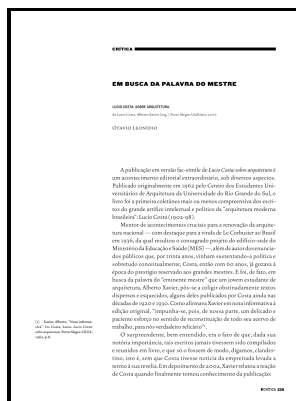 CRÍTICA
EM BUSCA DA PALAVRA DO MESTRE
LUCIO COSTA: SOBRE ARQUITETURA,
de Lucio Costa. Alberto Xavier (org.). Porto Alegre: UniRitter, 2007.
OTAVIO LEONÍDIO
A publicação em versão fac-símile de Lucio Costa: sobre arquitetura é
um acontecimento editorial extraordinário, sob diversos aspectos.
Publicado originalmente em 1962 pelo Centro dos Estudantes Uni-
versitários de Arquitetura da Universidade do Rio Grande do Sul, o
livro foi a primeira coletânea mais ou menos compreensiva dos escri-
tos do grande artífice intelectual e político da "arquitetura moderna
brasileira": Lucio Costa (1902-98).
Mentor de acontecimentos cruciais para a renovação da arquite-
tura nacional — com destaque para a vinda de Le Corbusier ao Brasil
em 1936, da qual resultou o consagrado projeto do edifício-sede do
Ministério da Educação e Saúde (MES) —, além de dono dos enuncia-
dos públicos que, por trinta anos, vinham sustentando-a política e
sobretudo conceitualmente, Costa, então com 60 anos, já gozava à
época do prestígio reservado aos grandes mestres. E foi, de fato, em
busca da palavra do "eminente mestre" que um jovem estudante de
arquitetura, Alberto Xavier, pôs-se a coligir obstinadamente textos
dispersos e esquecidos, alguns deles publicados por Costa ainda nas
décadas de 1920 e 1930. Como afirmava Xavier em nota informativa à
edição original, "impunha-se, pois, de nossa parte, um delicado e
paciente esforço no sentido de reconstituição de todo seu acervo de
trabalho, para nós verdadeiro relicário"¹.
O surpreendente, bem entendido, era o fato de que, dada sua
notória importância, tais escritos jamais tivessem sido compilados
e reunidos em livro, e que só o fossem de modo, digamos, clandes-
tino, isto é, sem que Costa tivesse notícia da empreitada levada a
termo à sua revelia. Em depoimento de 2002, Xavier relatou a reação
de Costa quando finalmente tomou conhecimento da publicação:
[1] Xavier, Alberto. "Nota informa-
tiva". In: Costa, Lucio. Lucio Costa:
sobre arquitetura. Porto Alegre: CEUA,
1962, p. 8.
CRÍTICA